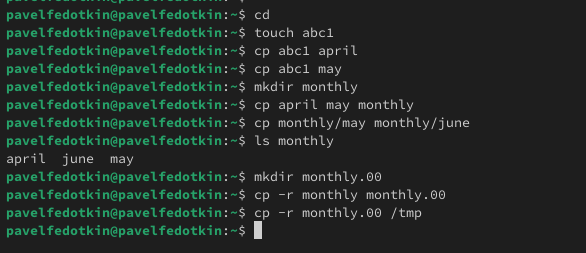 pavelfedotkin@pavelfedotkin:~$ cd
pavelfedotkin@pavelfedotkin:~$ touch abc1
pavelfedotkin@pavelfedotkin:~$ cp abc1 april
pavelfedotkin@pavelfedotkin:~$ cp abc1 may
pavelfedotkin@pavelfedotkin:~$ mkdir monthly
pavelfedotkin@pavelfedotkin:~$ cp april may monthly
pavelfedotkin@pavelfedotkin:~$ cp monthly/may monthly/june
pavelfedotkin@pavelfedotkin:~$ ls monthly
april  june  may
pavelfedotkin@pavelfedotkin:~$ mkdir monthly.00
pavelfedotkin@pavelfedotkin:~$ cp -r monthly monthly.00
pavelfedotkin@pavelfedotkin:~$ cp -r monthly.00 /tmp
pavelfedotkin@pavelfedotkin:~$